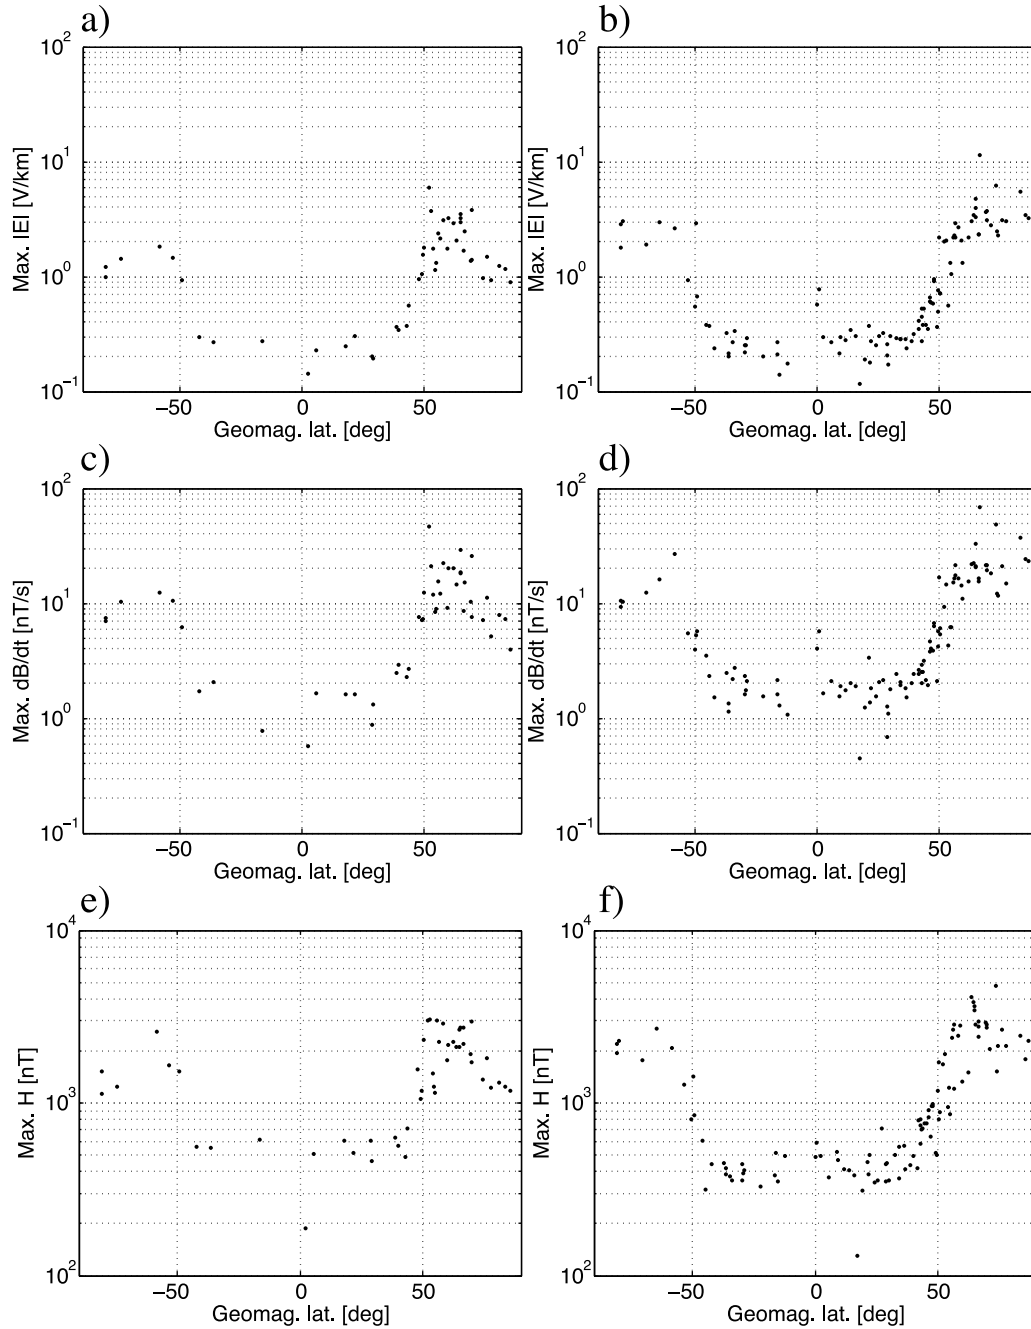 a)
10^2
10^1
10^0
10^−1
Max. |E| [V/km]
−50
0
50
Geomag. lat. [deg]
b)
10^2
10^1
10^0
10^−1
Max. |E| [V/km]
−50
0
50
Geomag. lat. [deg]
c)
10^2
10^1
10^0
10^−1
Max. dB/dt [nT/s]
−50
0
50
Geomag. lat. [deg]
d)
10^2
10^1
10^0
10^−1
Max. dB/dt [nT/s]
−50
0
50
Geomag. lat. [deg]
e)
10^4
10^3
10^2
Max. H [nT]
−50
0
50
Geomag. lat. [deg]
f)
10^4
10^3
10^2
Max. H [nT]
−50
0
50
Geomag. lat. [deg]